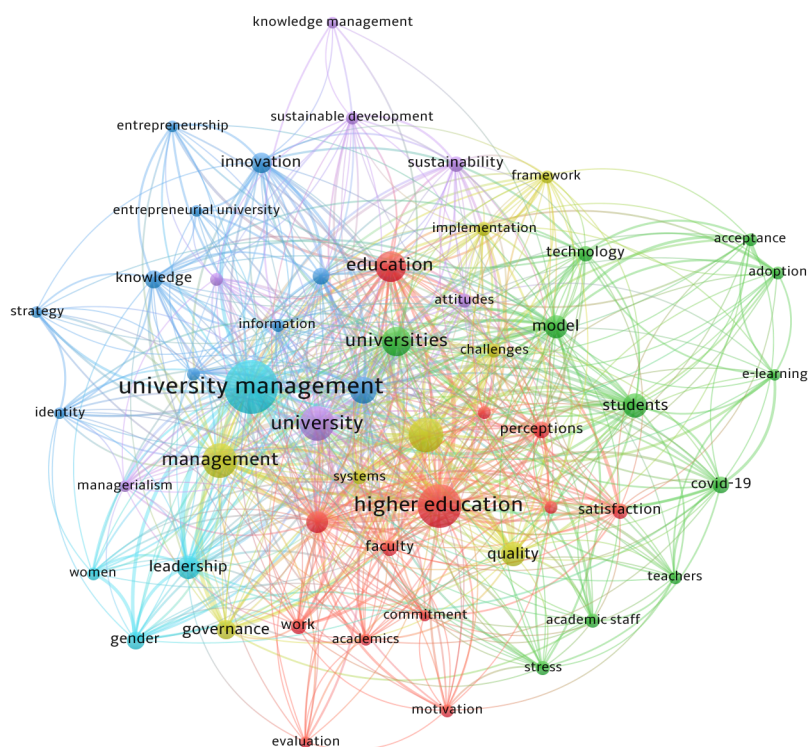 knowledge management
sustainable development
entrepreneurship
innovation
sustainability
framework
entrepreneurial university
implementation
acceptance
technology
education
adoption
knowledge
attitudes
strategy
information
model
universities
challenges
e-learning
university management
students
identity
university
perceptions
management
systems
managerialism
covid-19
higher education
satisfaction
faculty
quality
leadership
women
teachers
commitment
academic staff
work
governance
gender
academics
stress
motivation
evaluation